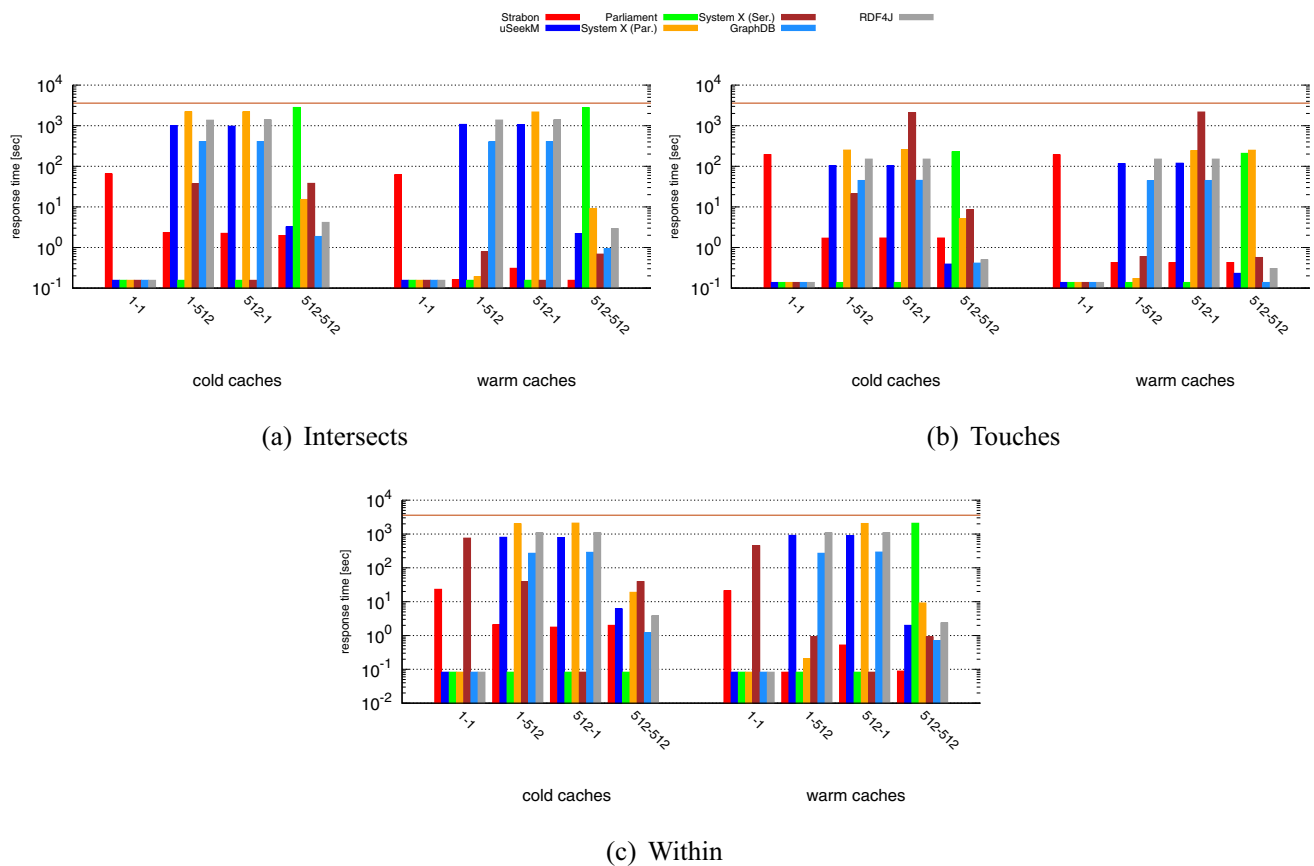 Strabon Parliament System X (Ser.) RDF4J
uSeekM System X (Par.) GraphDB
10^4
10^3
10^2
10^1
10^0
10^-1
response time [sec]
1-1 1-512 512-1 512-512 1-1 1-512 512-1 512-512
cold caches warm caches
(a) Intersects
10^4
10^3
10^2
10^1
10^0
10^-1
response time [sec]
1-1 1-512 512-1 512-512 1-1 1-512 512-1 512-512
cold caches warm caches
(b) Touches
10^4
10^3
10^2
10^1
10^0
10^-1
10^-2
response time [sec]
1-1 1-512 512-1 512-512 1-1 1-512 512-1 512-512
cold caches warm caches
(c) Within